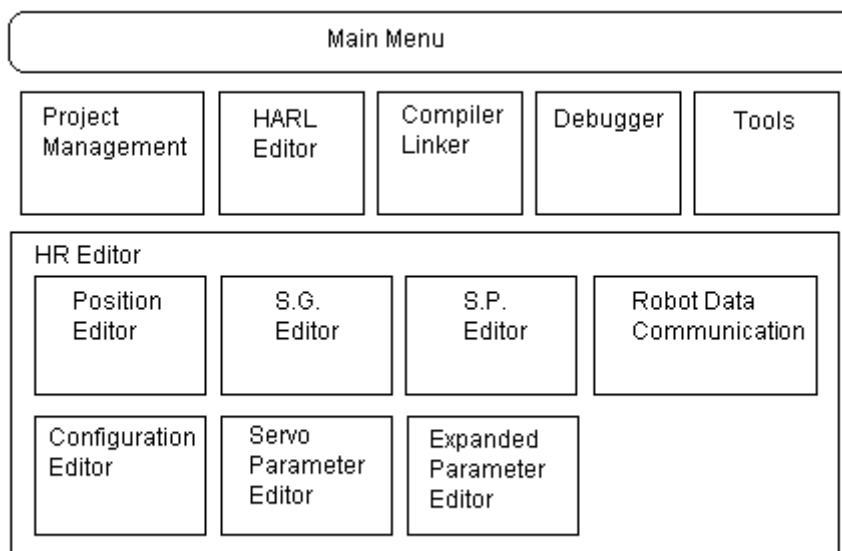 Main Menu
Project
Management
HARL
Editor
Compiler
Linker
Debugger
Tools
HR Editor
Position
Editor
S.G.
Editor
S.P.
Editor
Robot Data
Communication
Configuration
Editor
Servo
Parameter
Editor
Expanded
Parameter
Editor